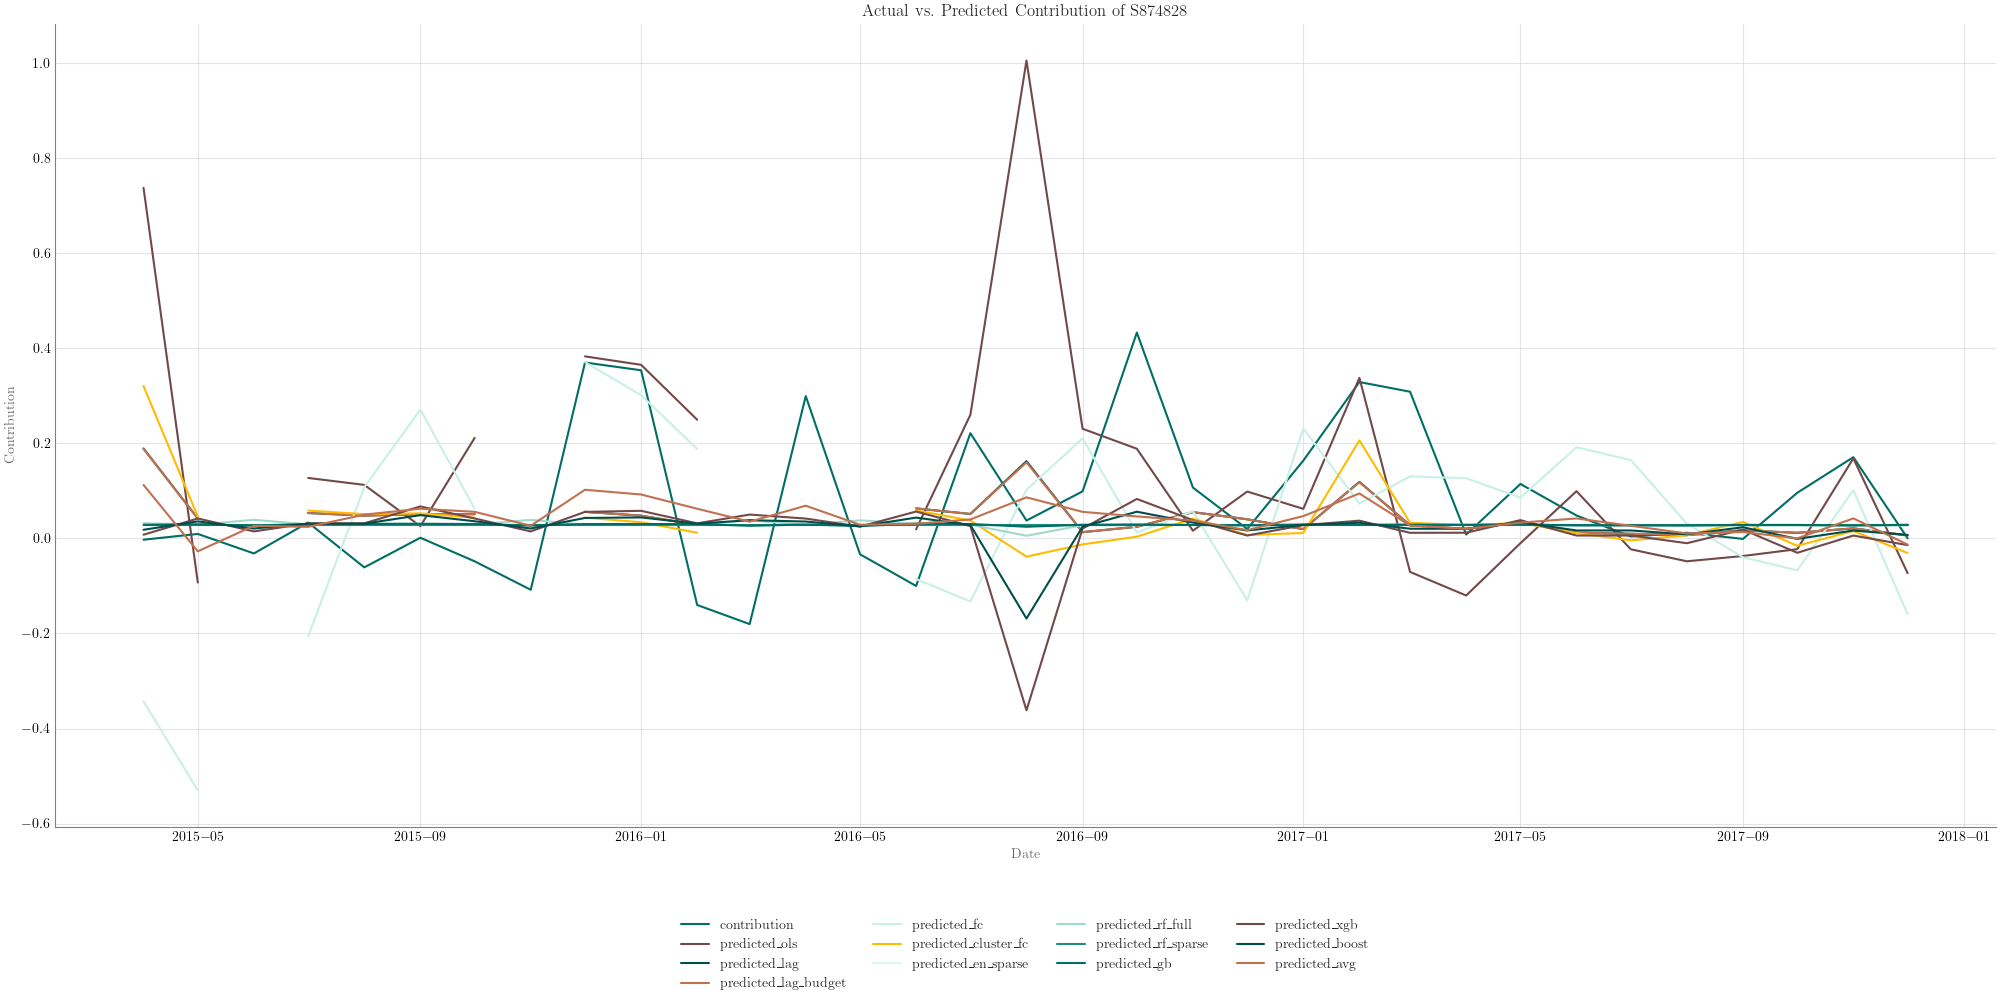 Actual vs. Predicted Contribution of S874828
1.0
0.8
0.6
0.4
0.2
0.0
−0.2
−0.4
−0.6
Contribution
2015−05
2015−09
2016−01
2016−05
2016−09
2017−01
2017−05
2017−09
2018−01
Date
contribution
predicted_ols
predicted_lag
predicted_lag_budget
predicted_fc
predicted_cluster_fc
predicted_en_sparse
predicted_rf_full
predicted_rf_sparse
predicted_gb
predicted_xgb
predicted_boost
predicted_avg